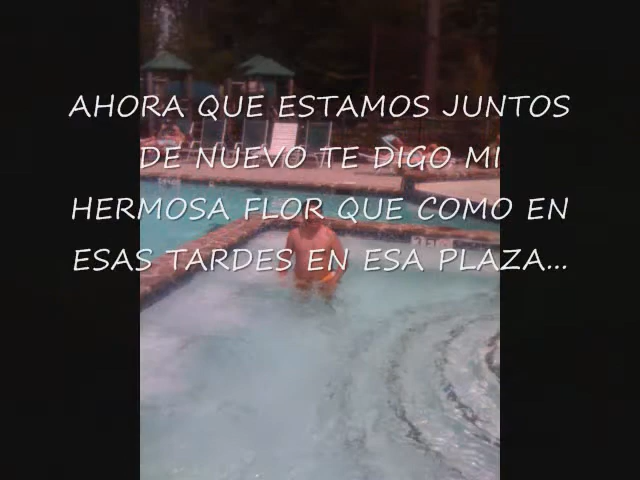 AHORA QUE ESTAMOS JUNTOS
DE NUEVO TE DIGO MI
HERMOSA FLOR QUE COMO EN
ESAS TARDES EN ESA PLAZA...